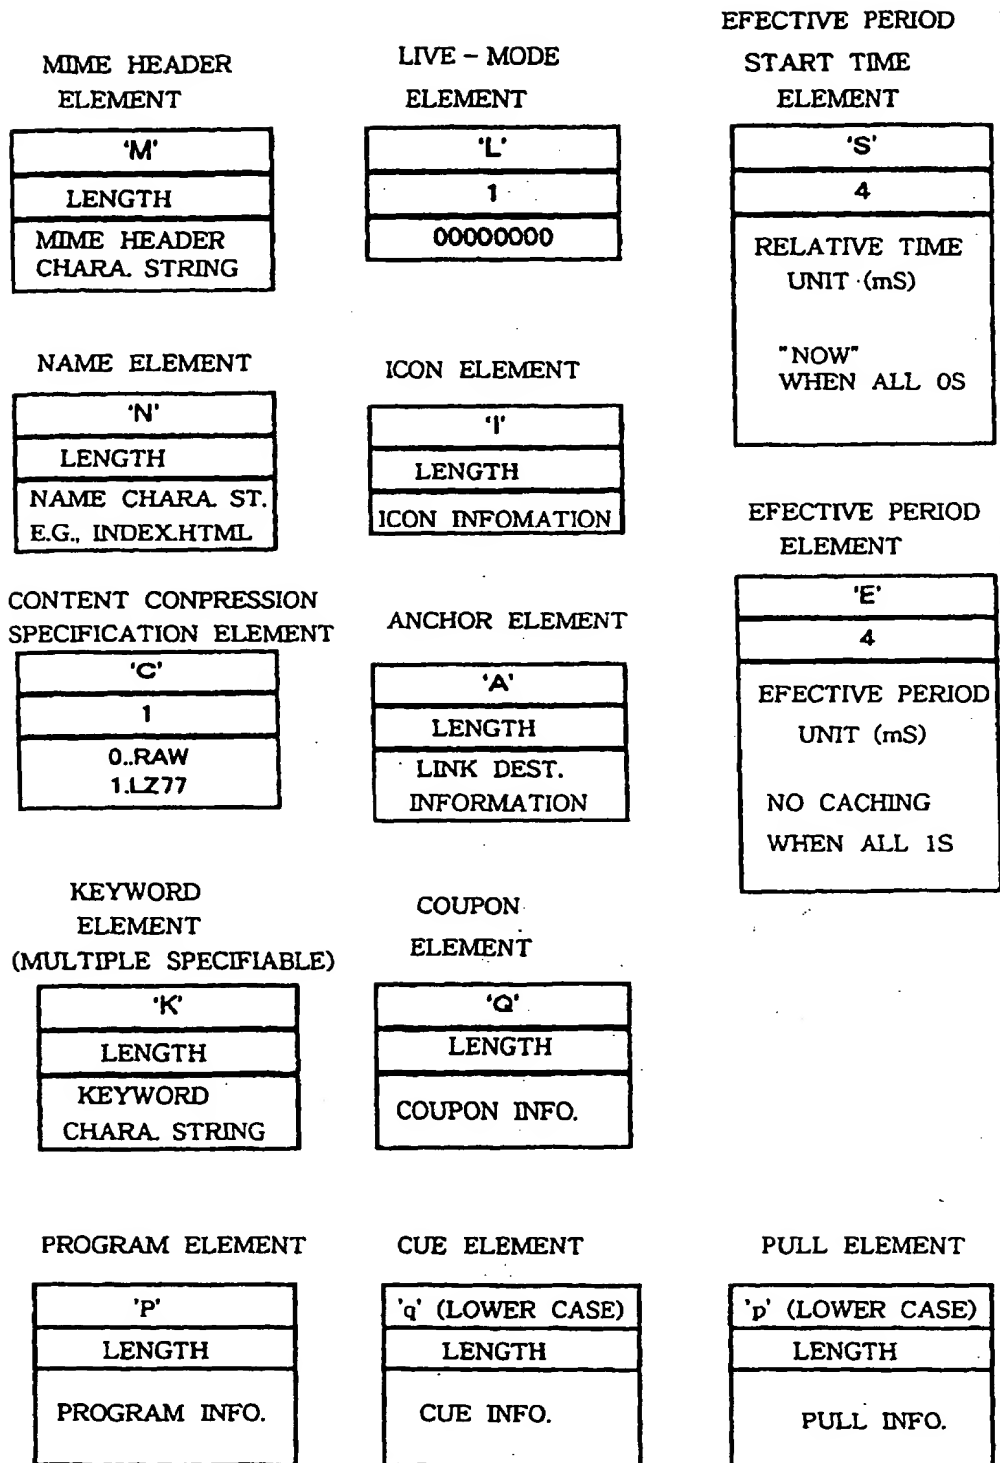 MIME HEADER
ELEMENT
'M'
LENGTH
MIME HEADER
CHARA. STRING
LIVE - MODE
ELEMENT
'L'
1
00000000
EFECTIVE PERIOD
START TIME
ELEMENT
'S'
4
RELATIVE TIME
UNIT (mS)
"NOW"
WHEN ALL 0S
NAME ELEMENT
'N'
LENGTH
NAME CHARA. ST.
E.G., INDEX.HTML
ICON ELEMENT
'I'
LENGTH
ICON INFOMATION
EFECTIVE PERIOD
ELEMENT
'E'
4
EFECTIVE PERIOD
UNIT (mS)
NO CACHING
WHEN ALL 1S
CONTENT CONPRESSION
SPECIFICATION ELEMENT
'C'
1
0..RAW
1.LZ77
ANCHOR ELEMENT
'A'
LENGTH
LINK DEST.
INFORMATION
KEYWORD
ELEMENT
(MULTIPLE SPECIFIABLE)
'K'
LENGTH
KEYWORD
CHARA. STRING
COUPON
ELEMENT
'Q'
LENGTH
COUPON INFO.
PROGRAM ELEMENT
'P'
LENGTH
PROGRAM INFO.
CUE ELEMENT
'q' (LOWER CASE)
LENGTH
CUE INFO.
PULL ELEMENT
'p' (LOWER CASE)
LENGTH
PULL INFO.